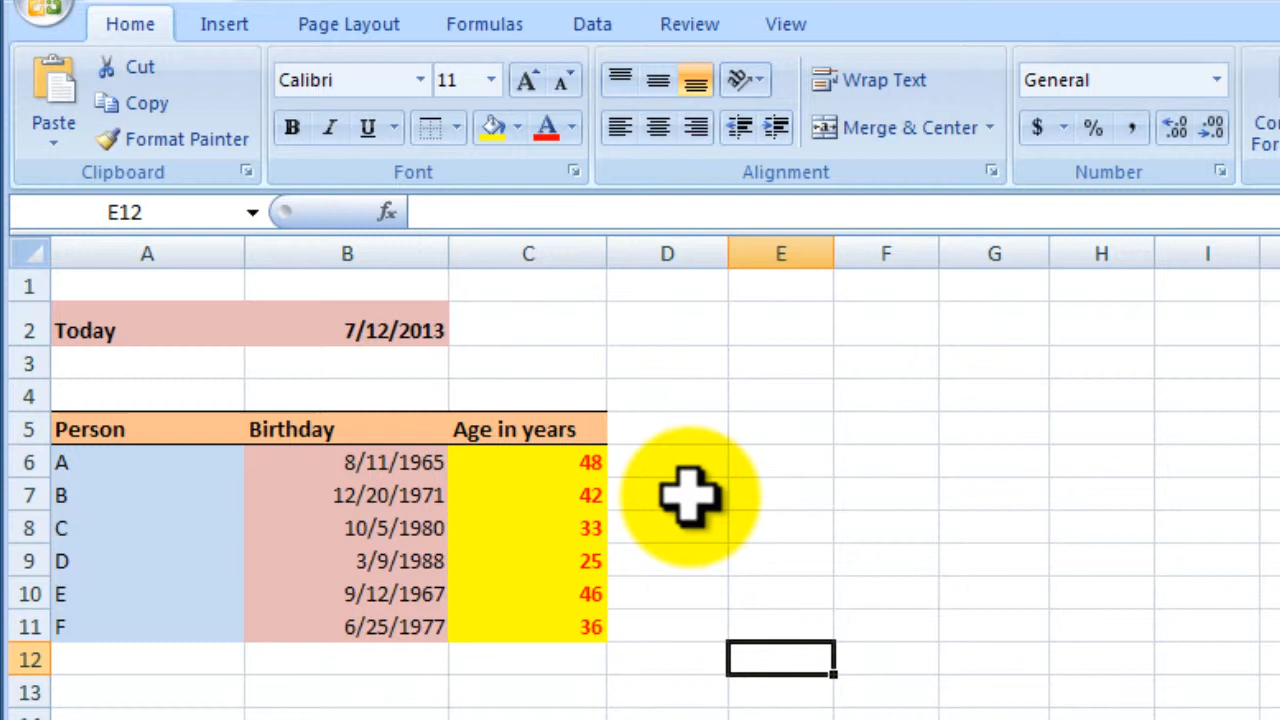 Home Insert Page Layout Formulas Data Review View
Cut
Copy
Format Painter
Paste
Clipboard
Calibri 11 A A
B I U A
Font
Wrap Text
Merge & Center
Alignment
General
$ % , .00 .0
Number
E12 fx
A B C D E F G H I
1
2 Today 7/12/2013
3
4
5 Person Birthday Age in years
6 A 8/11/1965 48
7 B 12/20/1971 42
8 C 10/5/1980 33
9 D 3/9/1988 25
10 E 9/12/1967 46
11 F 6/25/1977 36
12
13